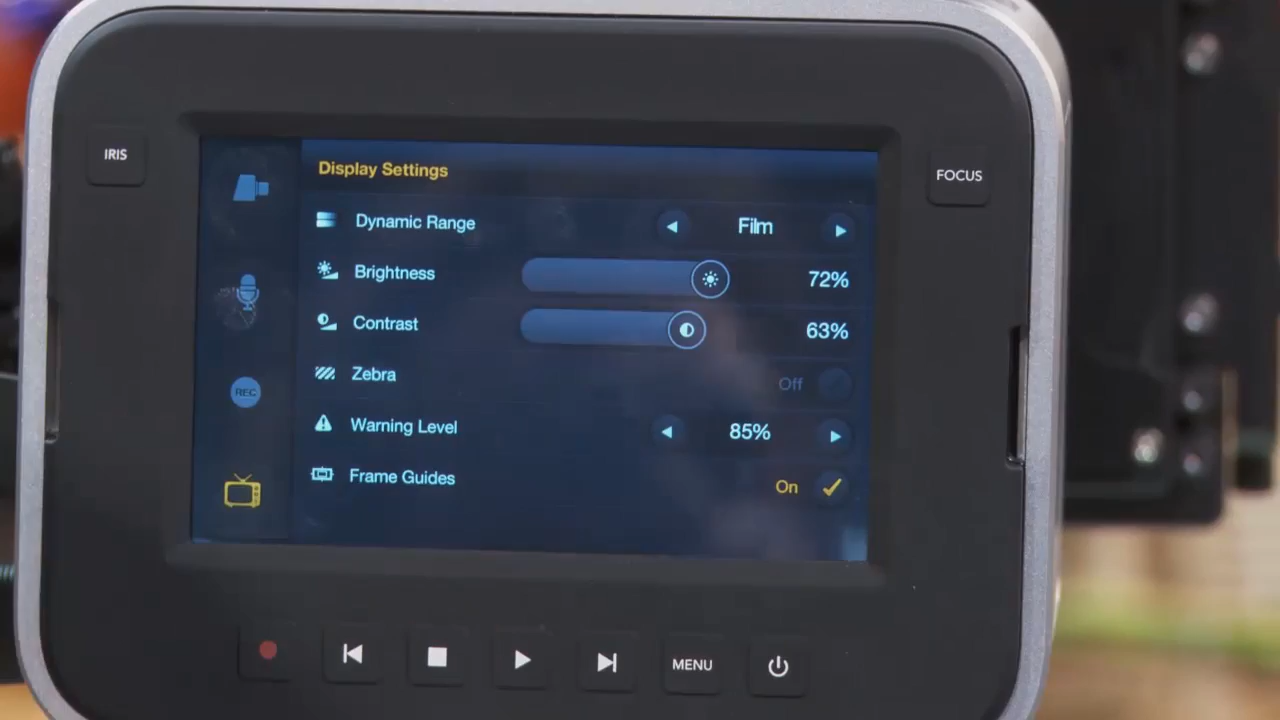 IRIS
FOCUS
Display Settings
Dynamic Range Film
Brightness 72%
Contrast 63%
REC
Zebra Off
Warning Level 85%
Frame Guides On
MENU